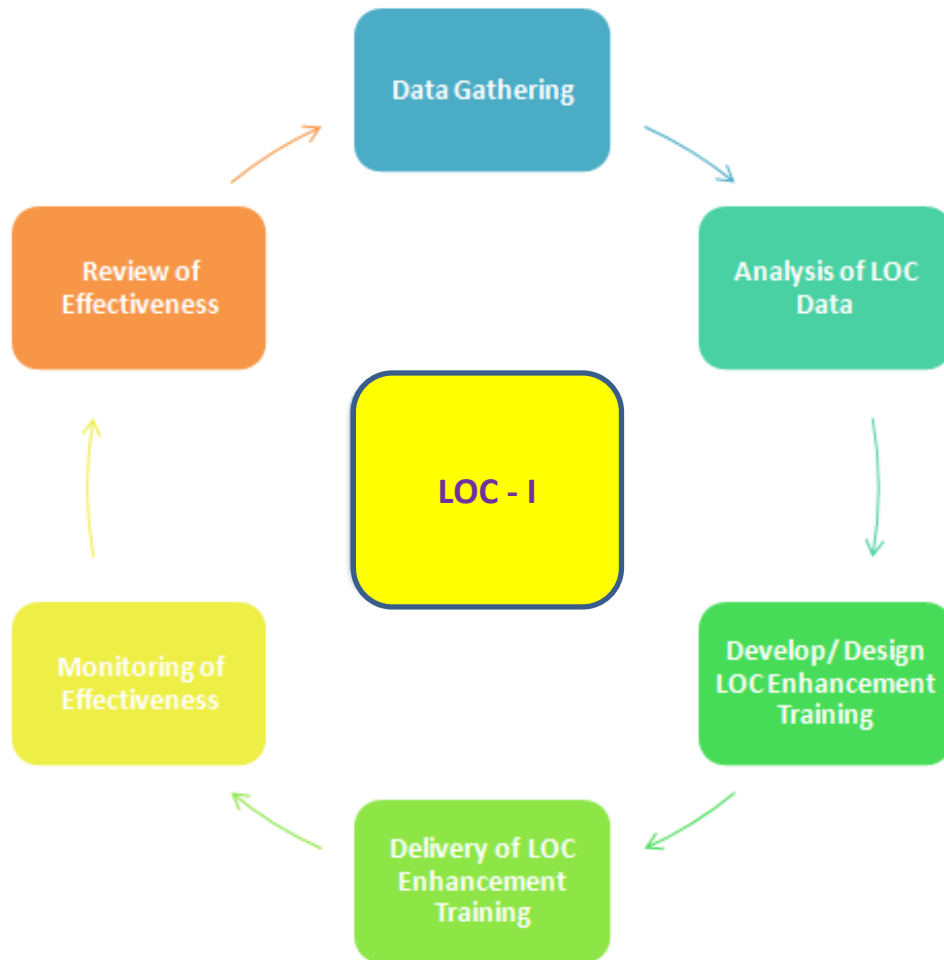 Data Gathering
Analysis of LOC
Data
Develop/ Design
LOC Enhancement
Training
Delivery of LOC
Enhancement
Training
Monitoring of
Effectiveness
Review of
Effectiveness
LOC - I